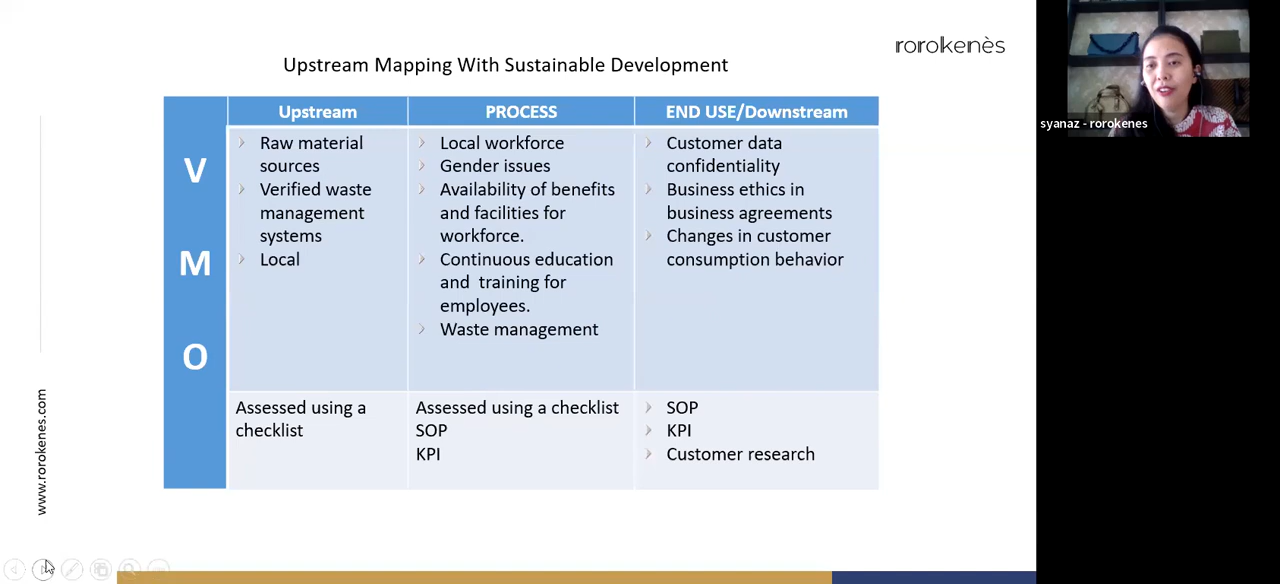 rorokenès
Upstream Mapping With Sustainable Development
V
M
O
Upstream
Raw material
sources
Verified waste
management
systems
Local
Assessed using a
checklist
PROCESS
Local workforce
Gender issues
Availability of benefits
and facilities for
workforce.
Continuous education
and training for
employees.
Waste management
Assessed using a checklist
SOP
KPI
END USE/Downstream
Customer data
confidentiality
Business ethics in
business agreements
Changes in customer
consumption behavior
SOP
KPI
Customer research
www.rorokenes.com
syanaz - rorokenes